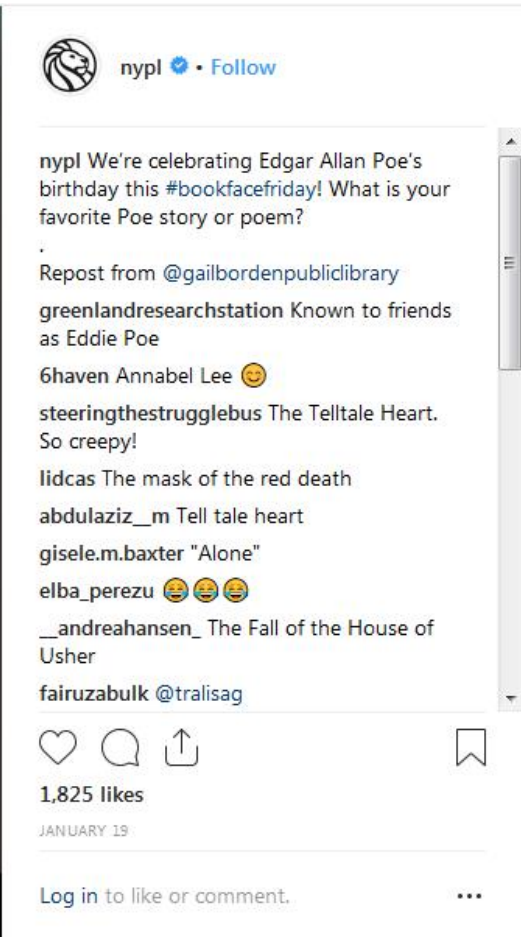 nypl • Follow
nypl We're celebrating Edgar Allan Poe's
birthday this #bookfacefriday! What is your
favorite Poe story or poem?
.
Repost from @gailbordenpubliclibrary
greenlandresearchstation Known to friends
as Eddie Poe
6haven Annabel Lee 😊
steeringthestrugglebus The Telltale Heart.
So creepy!
lidcas The mask of the red death
abdulaziz__m Tell tale heart
gisele.m.baxter "Alone"
elba_perezu 😂😂😂
__andreahansen_ The Fall of the House of
Usher
fairuzabulk @tralisag
1,825 likes
JANUARY 19
Log in to like or comment.